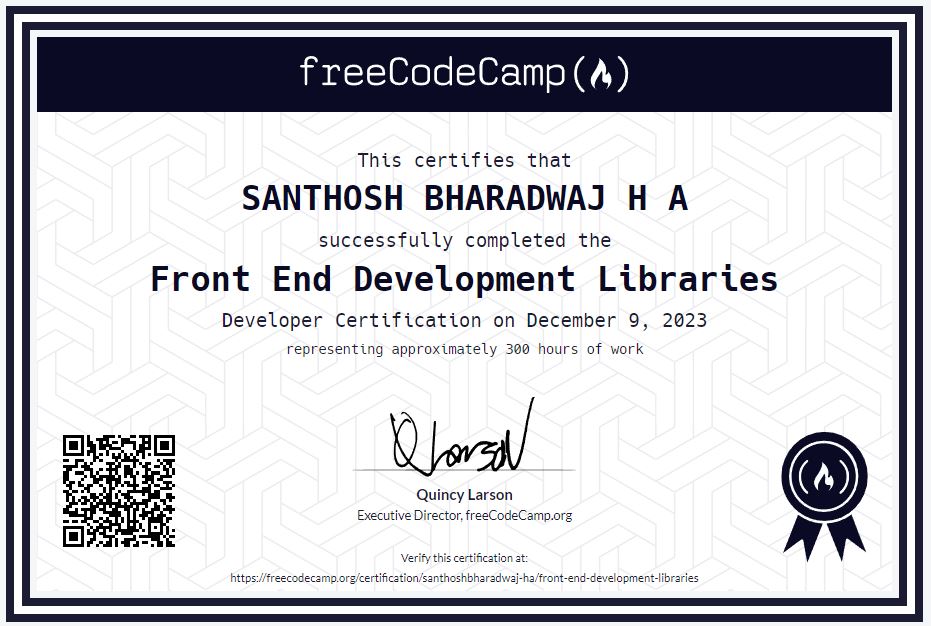 freeCodeCamp
This certifies that
SANTHOSH BHARADWAJ H A
successfully completed the
Front End Development Libraries
Developer Certification on December 9, 2023
representing approximately 300 hours of work
QLarson
Quincy Larson
Executive Director, freeCodeCamp.org
Verify this certification at:
https://freecodecamp.org/certification/santhoshbharadwaj-ha/front-end-development-libraries